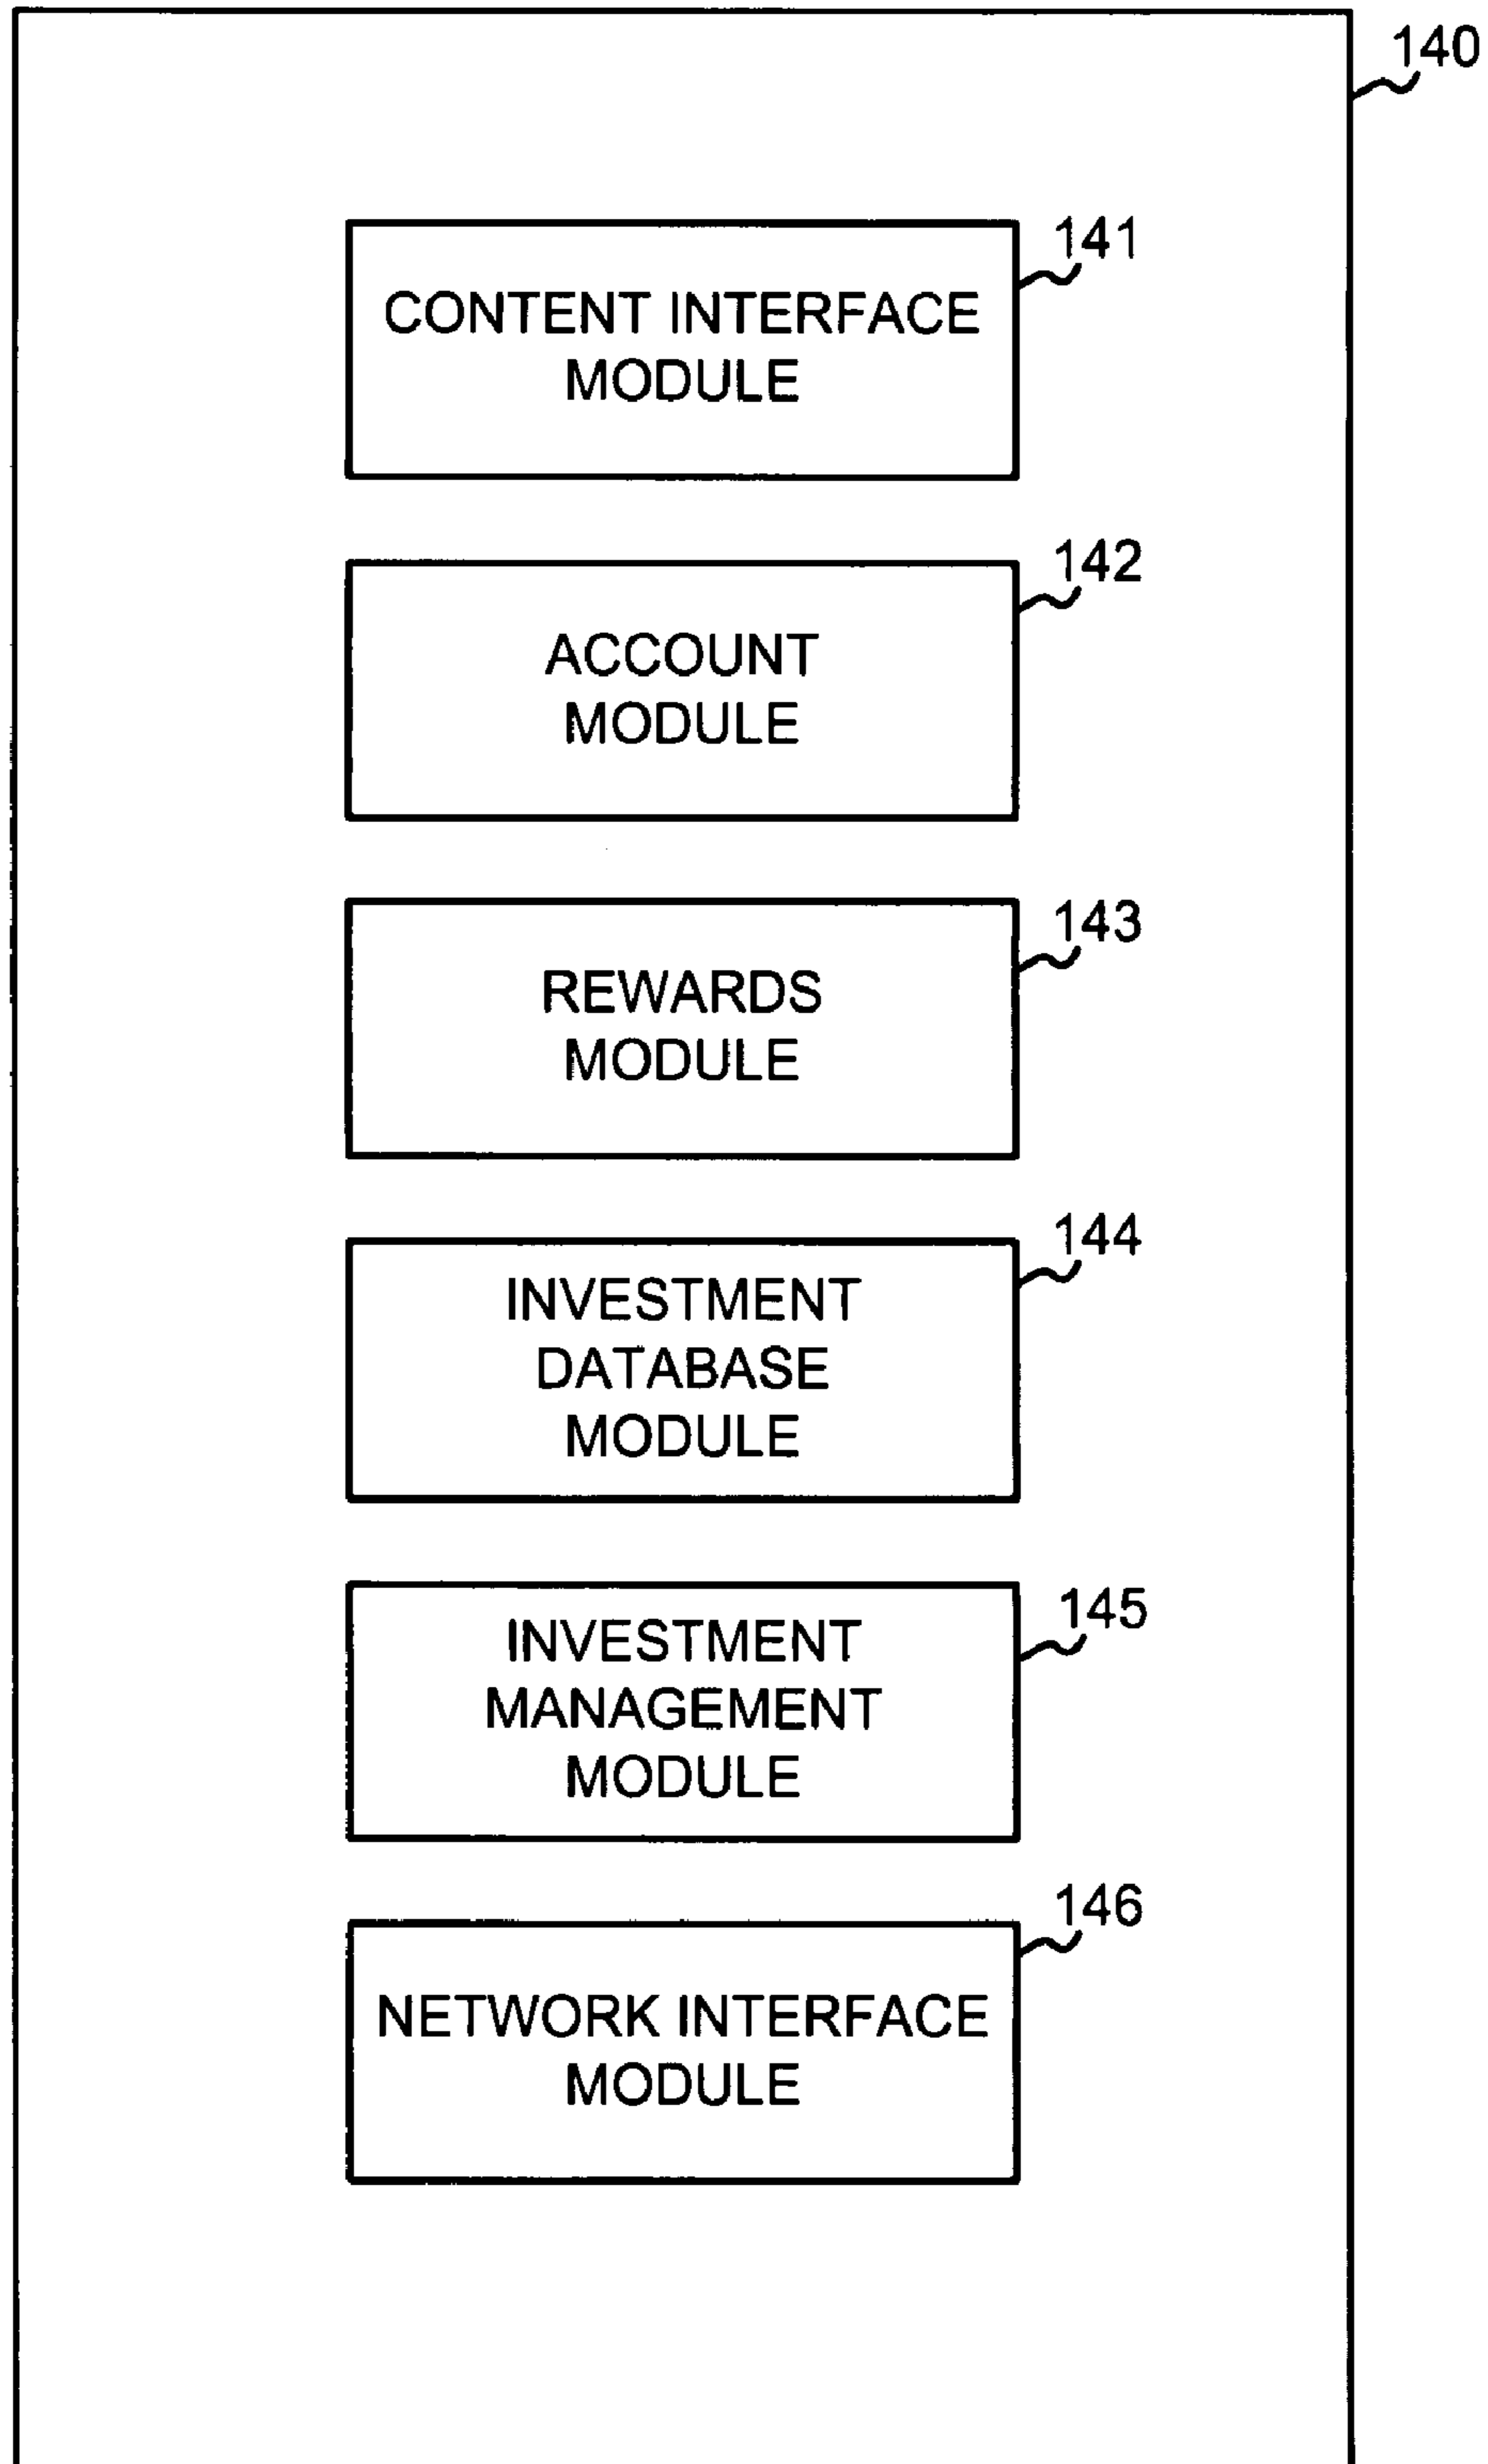 140
141
CONTENT INTERFACE
MODULE
142
ACCOUNT
MODULE
143
REWARDS
MODULE
144
INVESTMENT
DATABASE
MODULE
145
INVESTMENT
MANAGEMENT
MODULE
146
NETWORK INTERFACE
MODULE